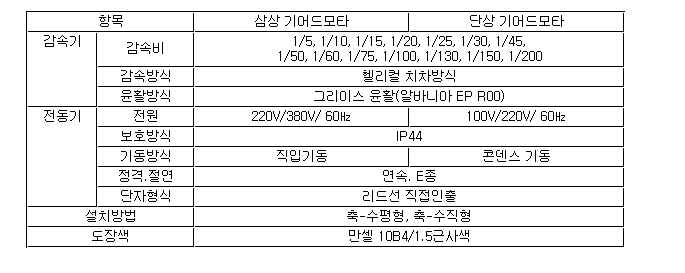 항목 삼상 기어드모타 단상 기어드모타
감속기 감속비 1/5, 1/10, 1/15, 1/20, 1/25, 1/30, 1/45,
1/50, 1/60, 1/75, 1/100, 1/130, 1/150, 1/200
감속방식 헬리컬 치차방식
윤활방식 그리이스 윤활(알바니아 EP R00)
전동기 전원 220V/380V/ 60Hz 100V/220V/ 60Hz
보호방식 IP44
기동방식 직입기동 콘덴스 기동
정격.절연 연속. E종
단자형식 리드선 직접인출
설치방법 축-수평형, 축-수직형
도장색 만셀 10B4/1.5근사색